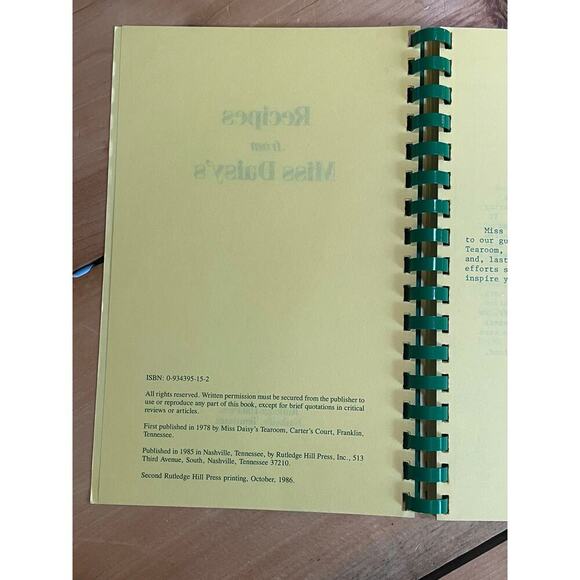 Recipes
from
Miss Daisy's
ISBN: 0-934395-15-2
All rights reserved. Written permission must be secured from the publisher to
use or reproduce any part of this book, except for brief quotations in critical
reviews or articles.
First published in 1978 by Miss Daisy's Tearoom, Carter's Court, Franklin,
Tennessee.
Published in 1985 in Nashville, Tennessee, by Rutledge Hill Press, Inc., 513
Third Avenue, South, Nashville, Tennessee 37210.
Second Rutledge Hill Press printing, October, 1986.
Miss
to our gu
Tearoom,
and, last
efforts s
inspire y